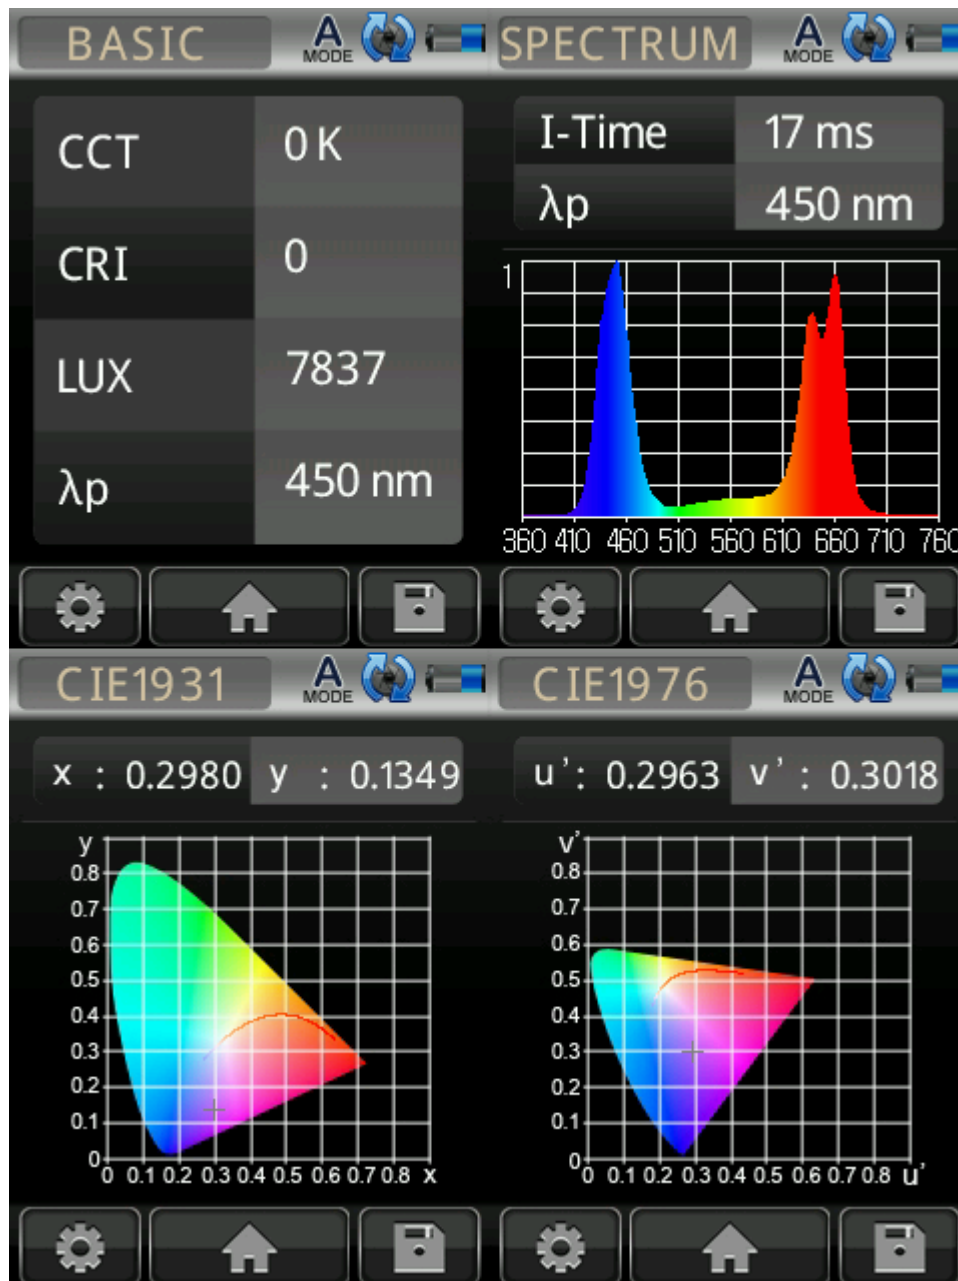 BASIC
A
MODE
CCT 0 K
CRI 0
LUX 7837
λp 450 nm
SPECTRUM
A
MODE
I-Time 17 ms
λp 450 nm
1
360 410 460 510 560 610 660 710 760
CIE1931
A
MODE
x : 0.2980 y : 0.1349
y
0.8
0.7
0.6
0.5
0.4
0.3
0.2
0.1
0
0 0.1 0.2 0.3 0.4 0.5 0.6 0.7 0.8 x
CIE1976
A
MODE
u': 0.2963 v' : 0.3018
v'
0.8
0.7
0.6
0.5
0.4
0.3
0.2
0.1
0
0 0.1 0.2 0.3 0.4 0.5 0.6 0.7 0.8 u'